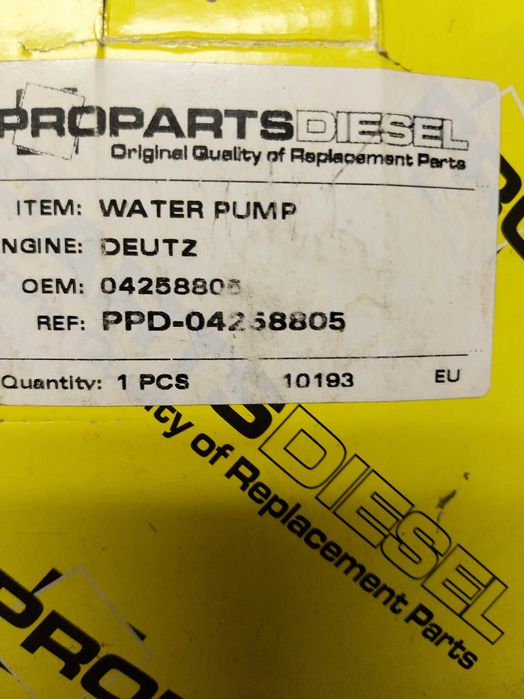 PROPARTSDIESEL
Original Quality of Replacement Parts
ITEM: WATER PUMP
NGINE: DEUTZ
OEM: 04258805
REF: PPD-04258805
Quantity: 1 PCS 10193 EU
DIESEL
ty of Replacement Parts
PRO